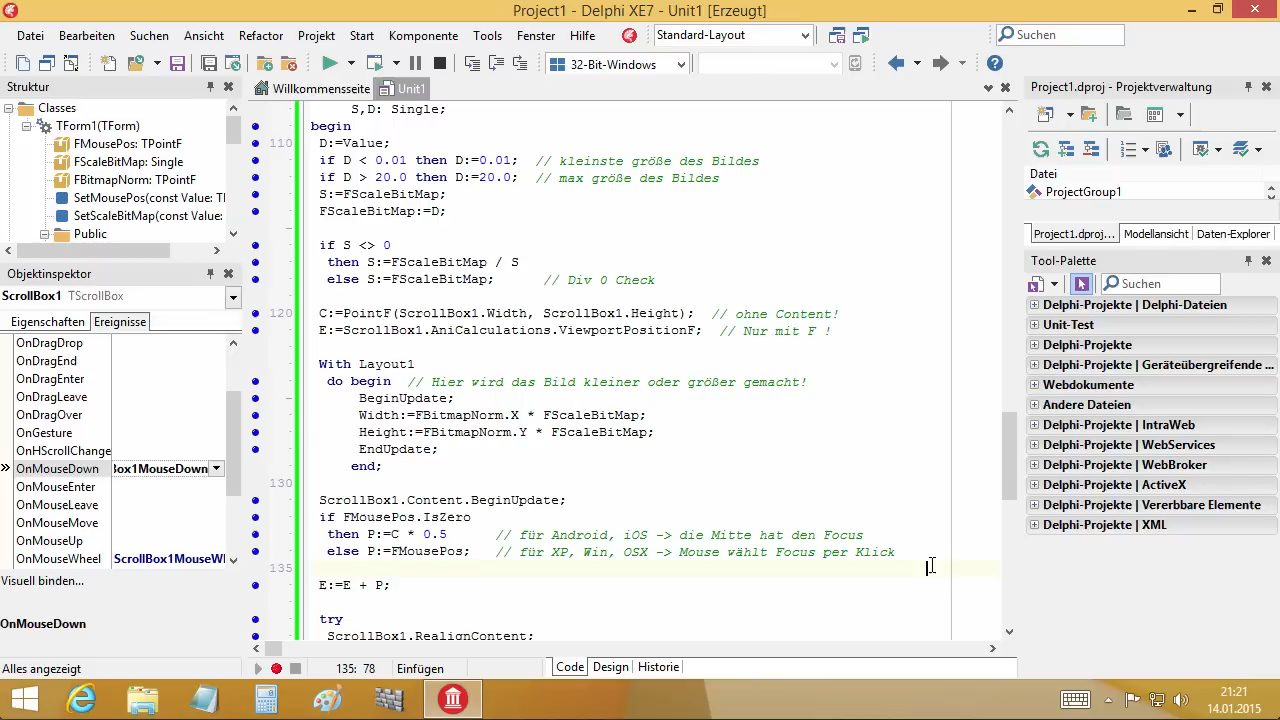 Project1 - Delphi XE7 - Unit1 [Erzeugt]
Datei Bearbeiten Suchen Ansicht Refactor Projekt Start Komponente Tools Fenster Hilfe Standard-Layout Suchen
32-Bit-Windows
Struktur
Classes
TForm1(TForm)
FMousePos: TPointF
FScaleBitMap: Single
FBitmapNorm: TPointF
SetMousePos(const Value: TP
SetScaleBitMap(const Value:
Public
Objektinspektor
ScrollBox1 TScrollBox
Eigenschaften Ereignisse
OnDragDrop
OnDragEnd
OnDragEnter
OnDragLeave
OnDragOver
OnGesture
OnHScrollChange
OnMouseDown Box1MouseDown
OnMouseEnter
OnMouseLeave
OnMouseMove
OnMouseUp
OnMouseWheel ScrollBox1MouseWl
Visuell binden...
OnMouseDown
Alles angezeigt
Willkommensseite Unit1
S,D: Single;
begin
110 D:=Value;
if D < 0.01 then D:=0.01; // kleinste größe des Bildes
if D > 20.0 then D:=20.0; // max größe des Bildes
S:=FScaleBitMap;
FScaleBitMap:=D;
if S <> 0
then S:=FScaleBitMap / S
else S:=FScaleBitmap; // Div 0 Check
120 C:=PointF(ScrollBox1.Width, ScrollBox1.Height); // ohne Content!
E:=ScrollBox1.AniCalculations.ViewportPositionF; // Nur mit F !
With Layout1
do begin // Hier wird das Bild kleiner oder größer gemacht!
BeginUpdate;
Width:=FBitmapNorm.X * FScaleBitMap;
Height:=FBitmapNorm.Y * FScaleBitMap;
EndUpdate;
end;
130
ScrollBox1.Content.BeginUpdate;
if FMousePos.IsZero
then P:=C * 0.5 // für Android, iOS -> die Mitte hat den Focus
else P:=FMousePos; // für XP, Win, OSX -> Mouse wählt Focus per Klick
135
E:=E + P;
try
ScrollBox1.RealignContent;
135: 78 Einfügen Code Design Historie
Project1.dproj - Projektverwaltung
Datei
ProjectGroup1
Project1.dproj... Modellansicht Daten-Explorer
Tool-Palette
Suchen
Delphi-Projekte | Delphi-Dateien
Unit-Test
Delphi-Projekte
Delphi-Projekte | Geräteübergreifende ...
Webdokumente
Andere Dateien
Delphi-Projekte | IntraWeb
Delphi-Projekte | WebServices
Delphi-Projekte | WebBroker
Delphi-Projekte | ActiveX
Delphi-Projekte | Vererbbare Elemente
Delphi-Projekte | XML
21:21
14.01.2015